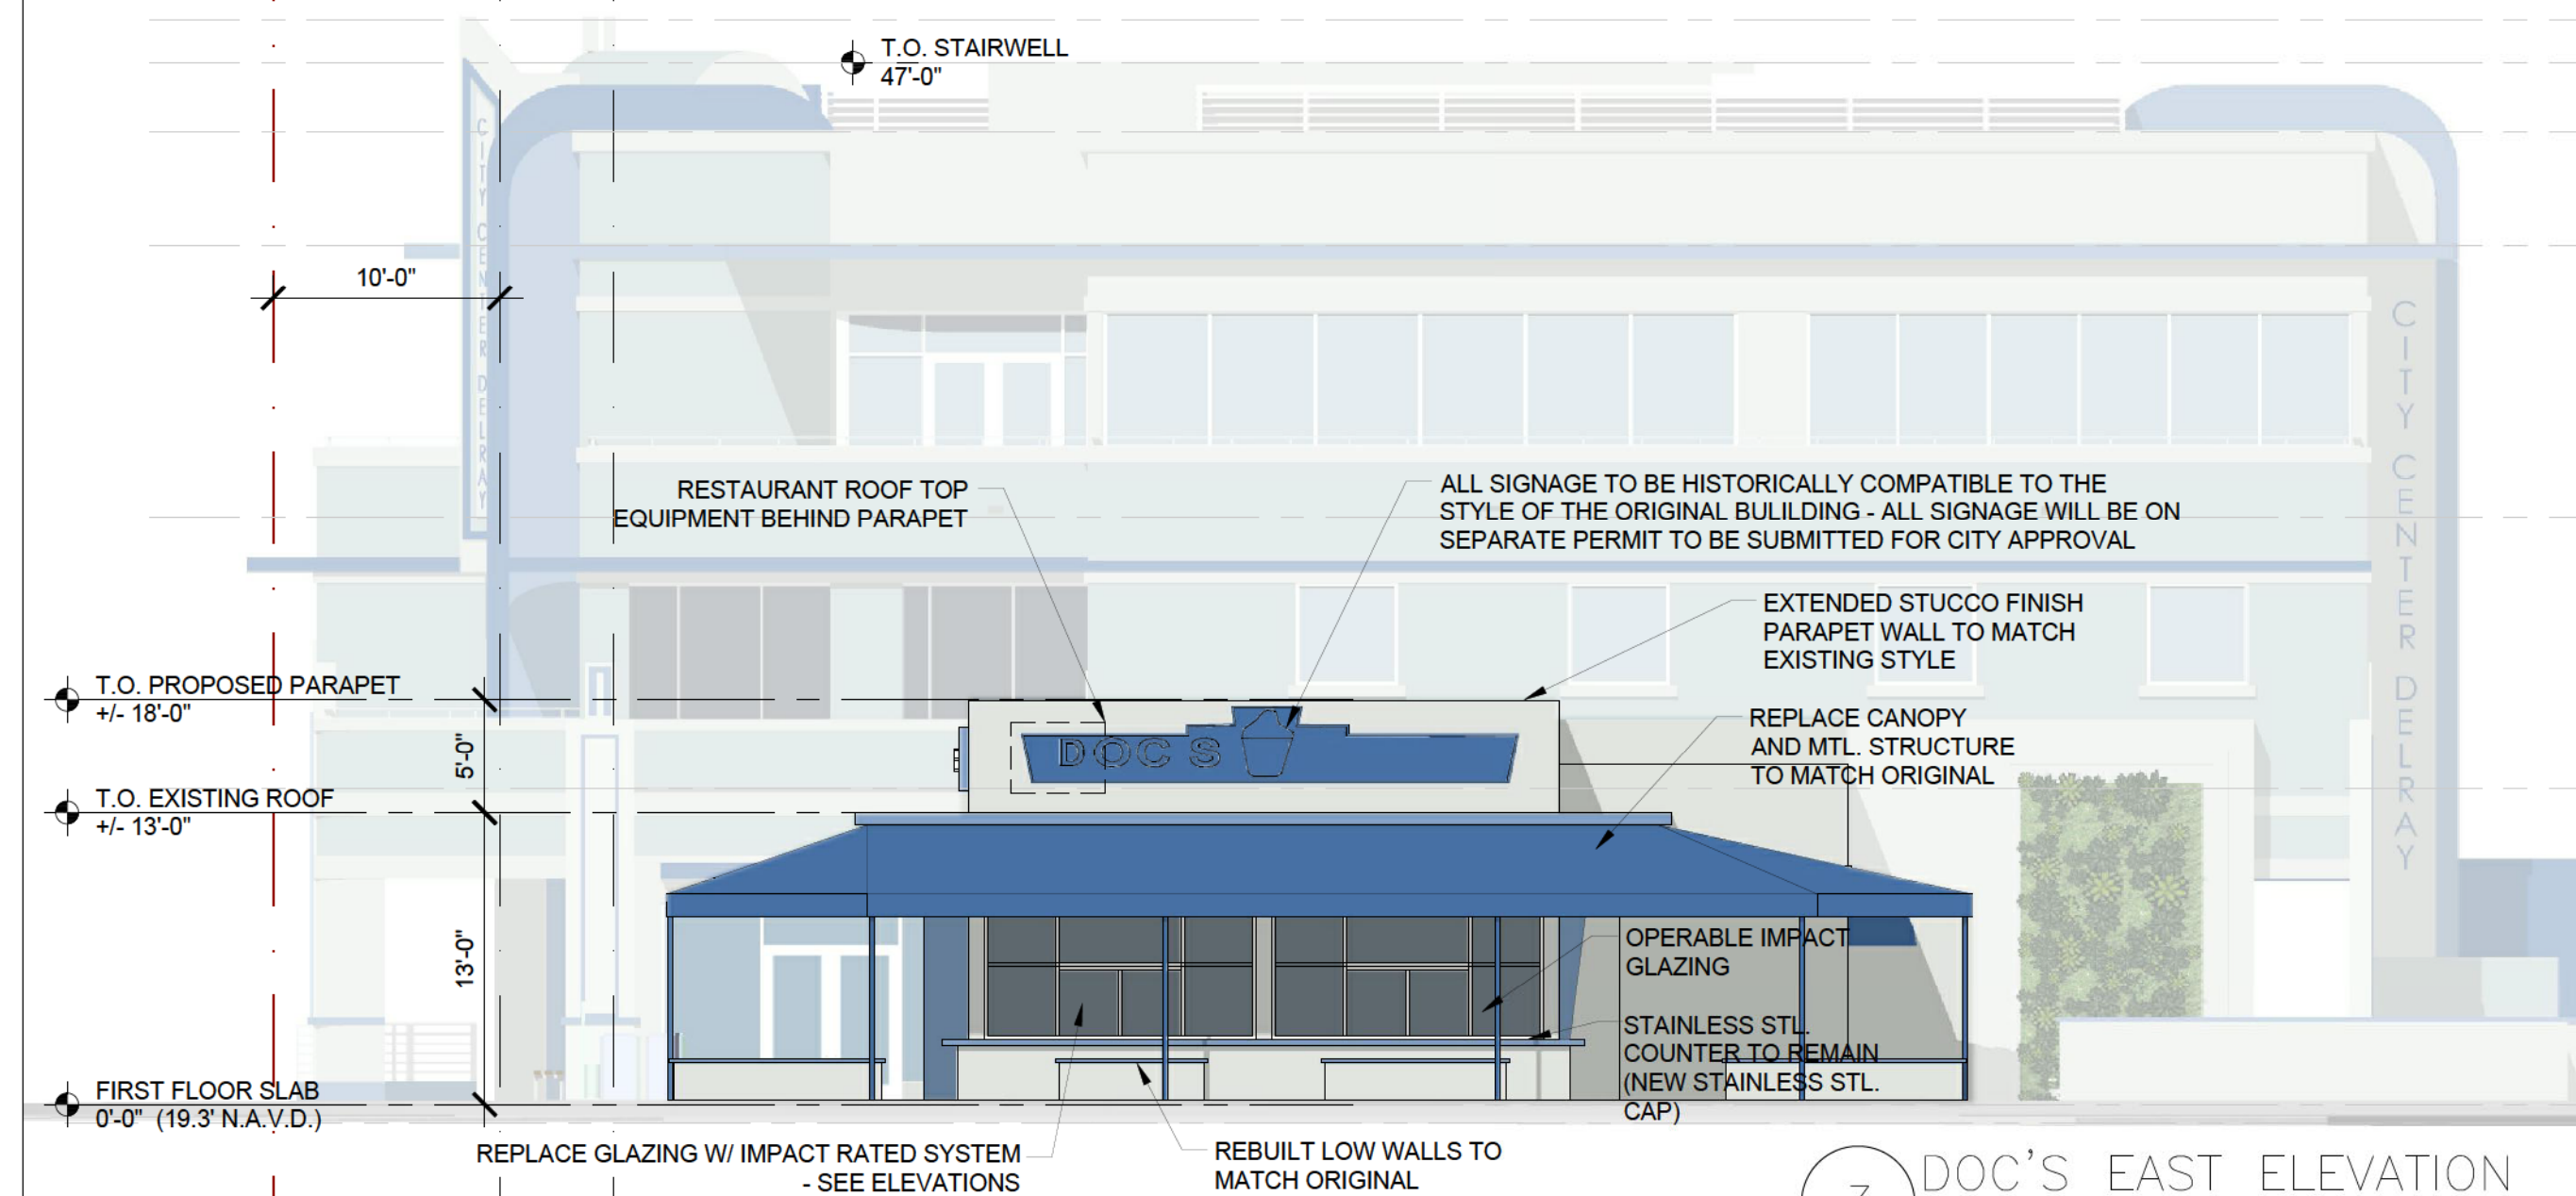 T.O. STAIRWELL
47'-0"
CITY CENTER DELRAY
10'-0"
CITY CENTER DELRAY
RESTAURANT ROOF TOP
EQUIPMENT BEHIND PARAPET
ALL SIGNAGE TO BE HISTORICALLY COMPATIBLE TO THE
STYLE OF THE ORIGINAL BULILDING - ALL SIGNAGE WILL BE ON
SEPARATE PERMIT TO BE SUBMITTED FOR CITY APPROVAL
EXTENDED STUCCO FINISH
PARAPET WALL TO MATCH
EXISTING STYLE
T.O. PROPOSED PARAPET
+/- 18'-0"
REPLACE CANOPY
AND MTL. STRUCTURE
TO MATCH ORIGINAL
DOC S
5'-0"
T.O. EXISTING ROOF
+/- 13'-0"
13'-0"
OPERABLE IMPACT
GLAZING
STAINLESS STL.
COUNTER TO REMAIN
(NEW STAINLESS STL.
CAP)
FIRST FLOOR SLAB
0'-0" (19.3' N.A.V.D.)
REPLACE GLAZING W/ IMPACT RATED SYSTEM
- SEE ELEVATIONS
REBUILT LOW WALLS TO
MATCH ORIGINAL
DOC'S EAST ELEVATION